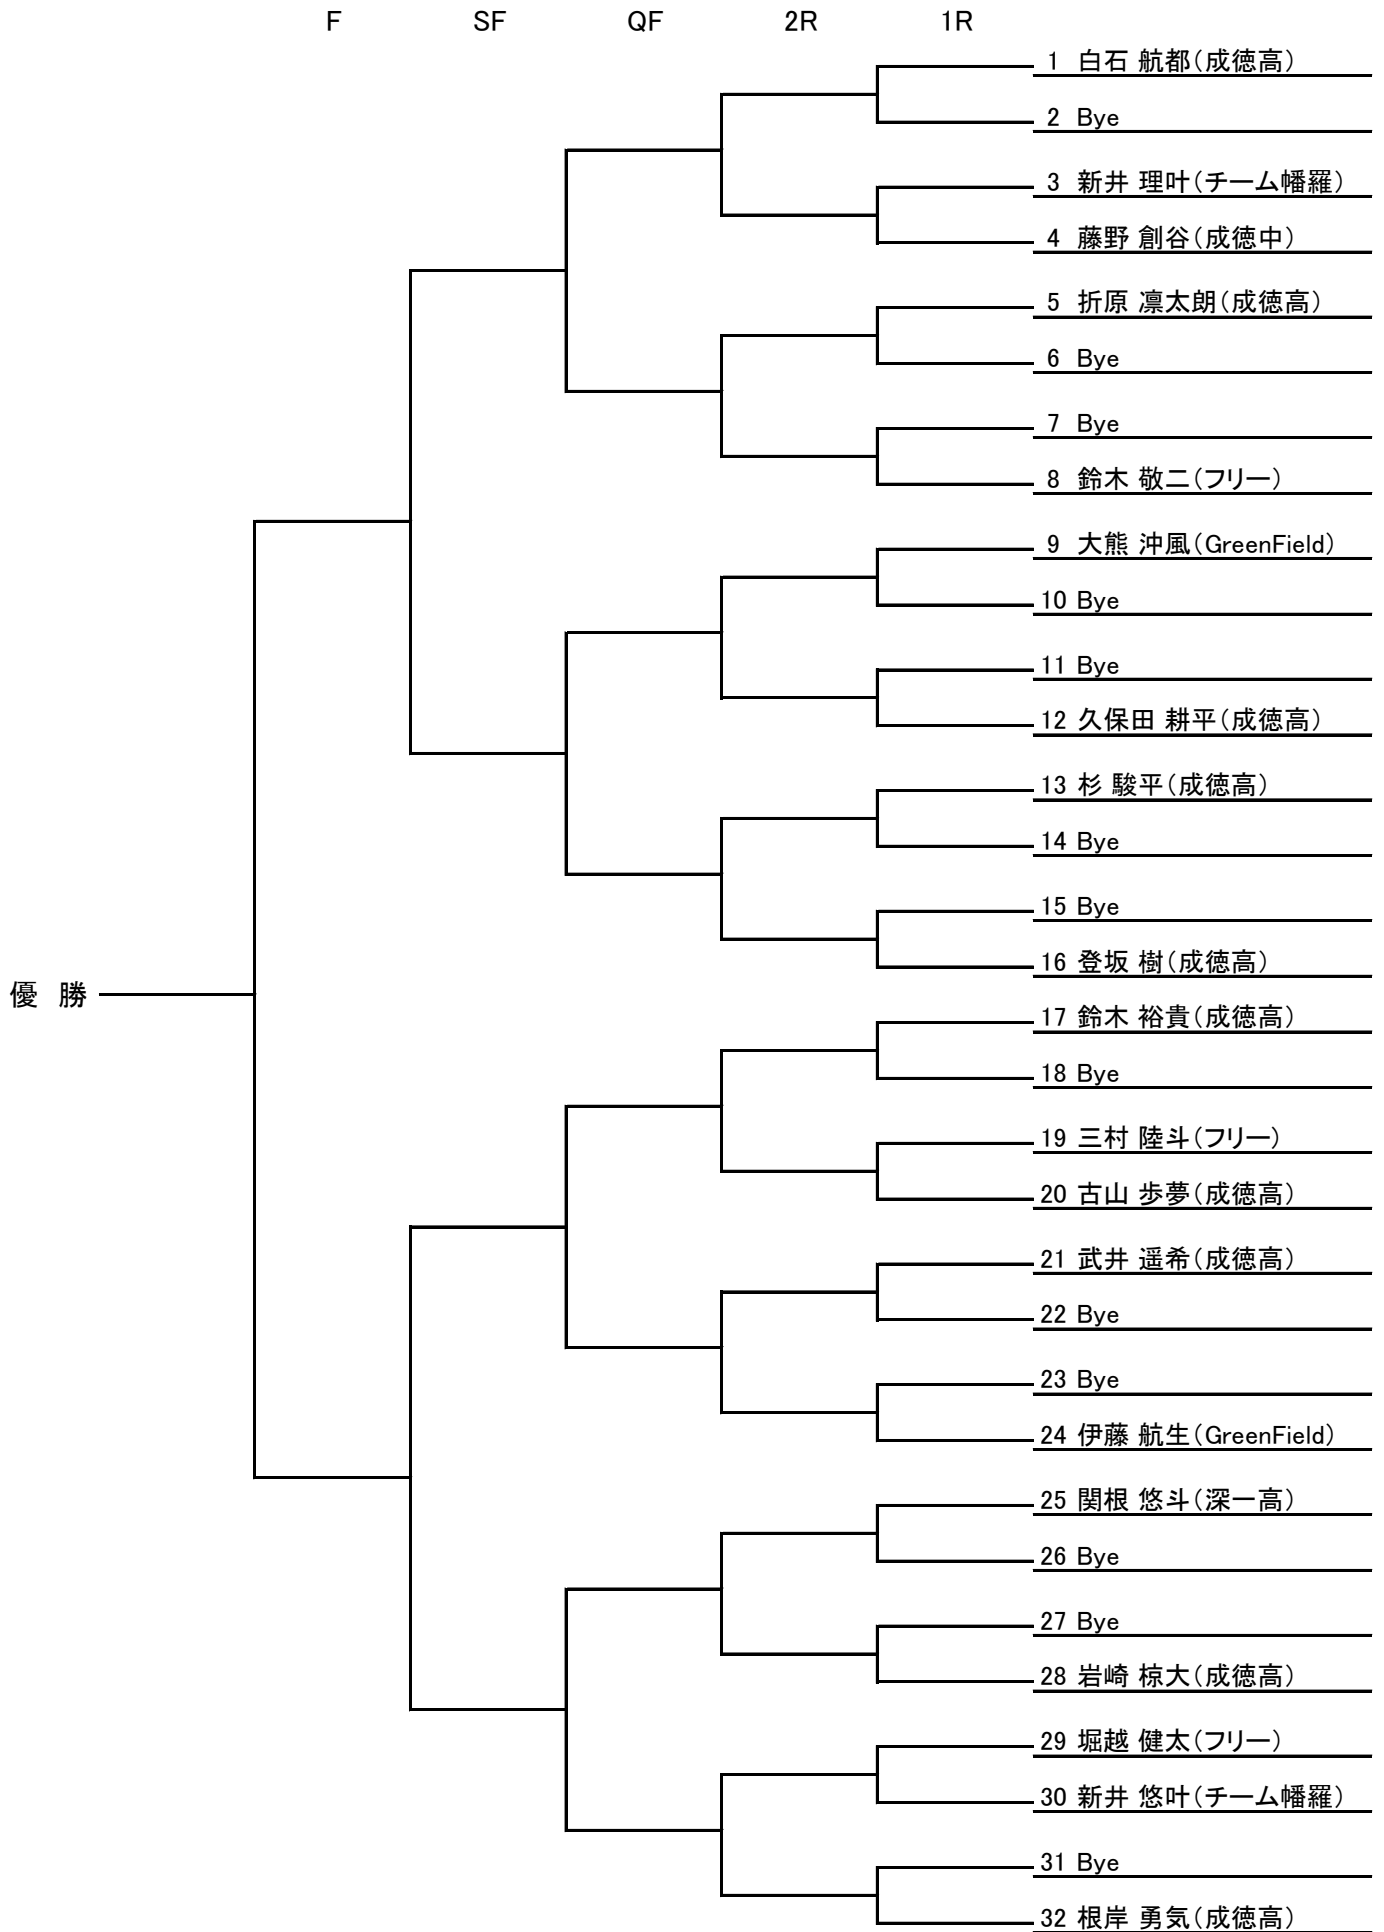 F SF QF 2R 1R
1 白石 航都(成徳高)
2 Bye
3 新井 理叶(チーム幡羅)
4 藤野 創谷(成徳中)
5 折原 凛太朗(成徳高)
6 Bye
7 Bye
8 鈴木 敬二(フリー)
9 大熊 沖風(GreenField)
10 Bye
11 Bye
12 久保田 耕平(成徳高)
13 杉 駿平(成徳高)
14 Bye
15 Bye
16 登坂 樹(成徳高)
優 勝
17 鈴木 裕貴(成徳高)
18 Bye
19 三村 陸斗(フリー)
20 古山 歩夢(成徳高)
21 武井 遥希(成徳高)
22 Bye
23 Bye
24 伊藤 航生(GreenField)
25 関根 悠斗(深一高)
26 Bye
27 Bye
28 岩崎 椋大(成徳高)
29 堀越 健太(フリー)
30 新井 悠叶(チーム幡羅)
31 Bye
32 根岸 勇気(成徳高)